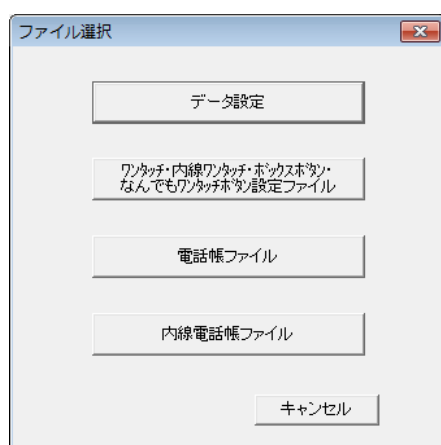 ファイル選択
データ設定
ﾜﾝﾀｯﾁ・内線ﾜﾝﾀｯﾁ・ﾎﾞｯｸｽﾎﾞﾀﾝ・
なんでもﾜﾝﾀｯﾁﾎﾞﾀﾝ設定ファイル
電話帳ファイル
内線電話帳ファイル
キャンセル